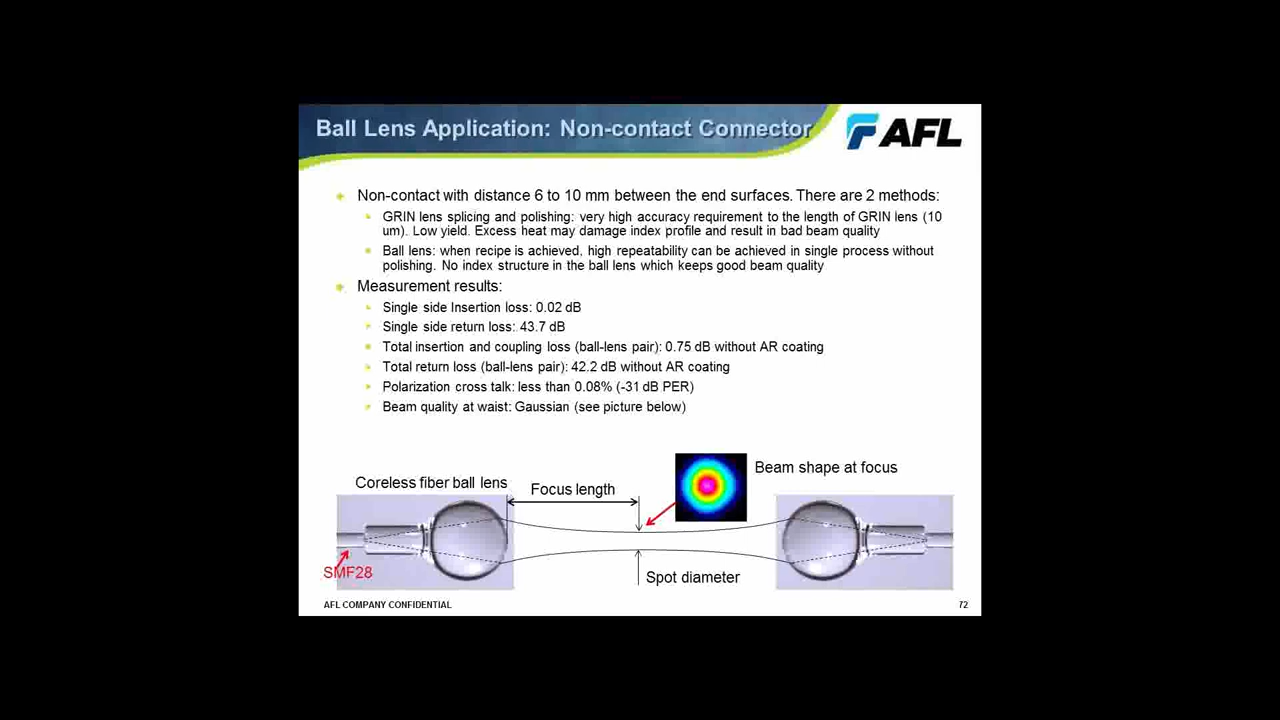 Ball Lens Application: Non-contact Connector
AFL
Non-contact with distance 6 to 10 mm between the end surfaces. There are 2 methods:
GRIN lens splicing and polishing: very high accuracy requirement to the length of GRIN lens (10
um). Low yield. Excess heat may damage index profile and result in bad beam quality
Ball lens: when recipe is achieved, high repeatability can be achieved in single process without
polishing. No index structure in the ball lens which keeps good beam quality
Measurement results:
Single side Insertion loss: 0.02 dB
Single side return loss: 43.7 dB
Total insertion and coupling loss (ball-lens pair): 0.75 dB without AR coating
Total return loss (ball-lens pair): 42.2 dB without AR coating
Polarization cross talk: less than 0.08% (-31 dB PER)
Beam quality at waist: Gaussian (see picture below)
Beam shape at focus
Coreless fiber ball lens
Focus length
SMF28
Spot diameter
AFL COMPANY CONFIDENTIAL
72